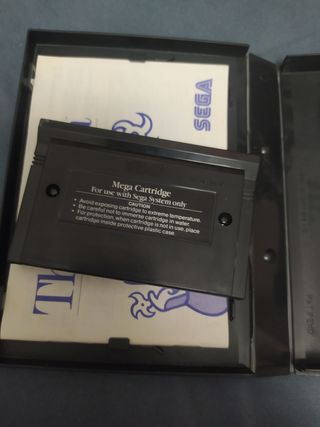 SEGA
Mega Cartridge
For use with Sega System only
CAUTION
• Avoid exposing cartridge to extreme temperature.
• Be careful not to immerse cartridge in water.
• For protection, when cartridge is not in use, place
cartridge inside protective plastic case.
Th